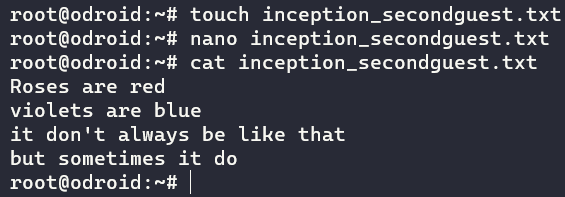 root@odroid:~# touch inception_secondguest.txt
root@odroid:~# nano inception_secondguest.txt
root@odroid:~# cat inception_secondguest.txt
Roses are red
violets are blue
it don't always be like that
but sometimes it do
root@odroid:~#